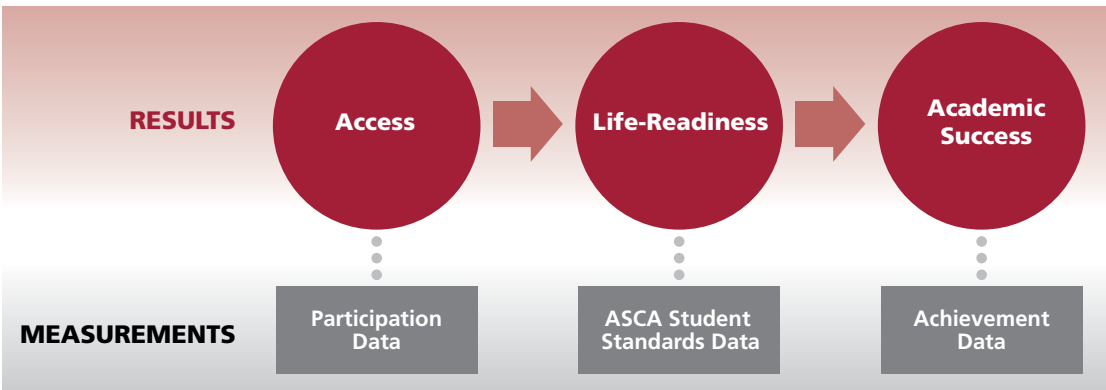 RESULTS
Access
Life-Readiness
Academic
Success
MEASUREMENTS
Participation
Data
ASCA Student
Standards Data
Achievement
Data